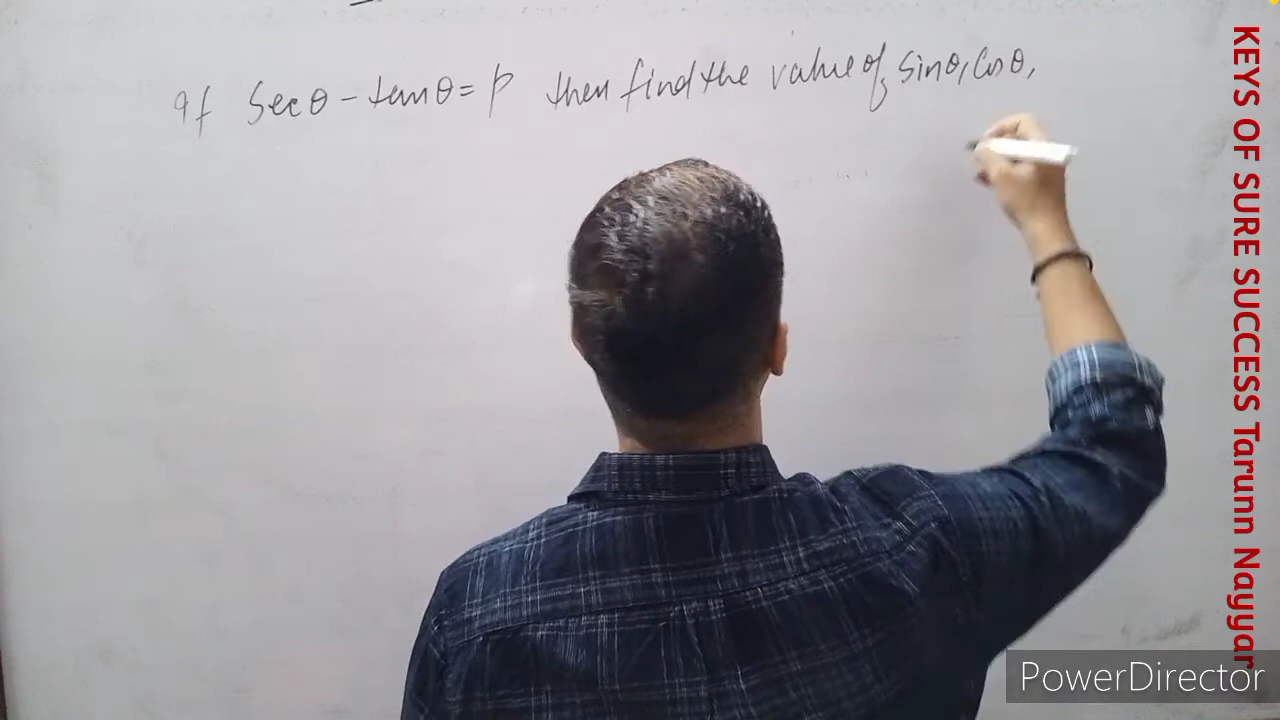 If Secθ - tanθ = p then find the value of sinθ, Cosθ,
KEYS OF SURE SUCCESS Tarunn Nayyar
PowerDirector